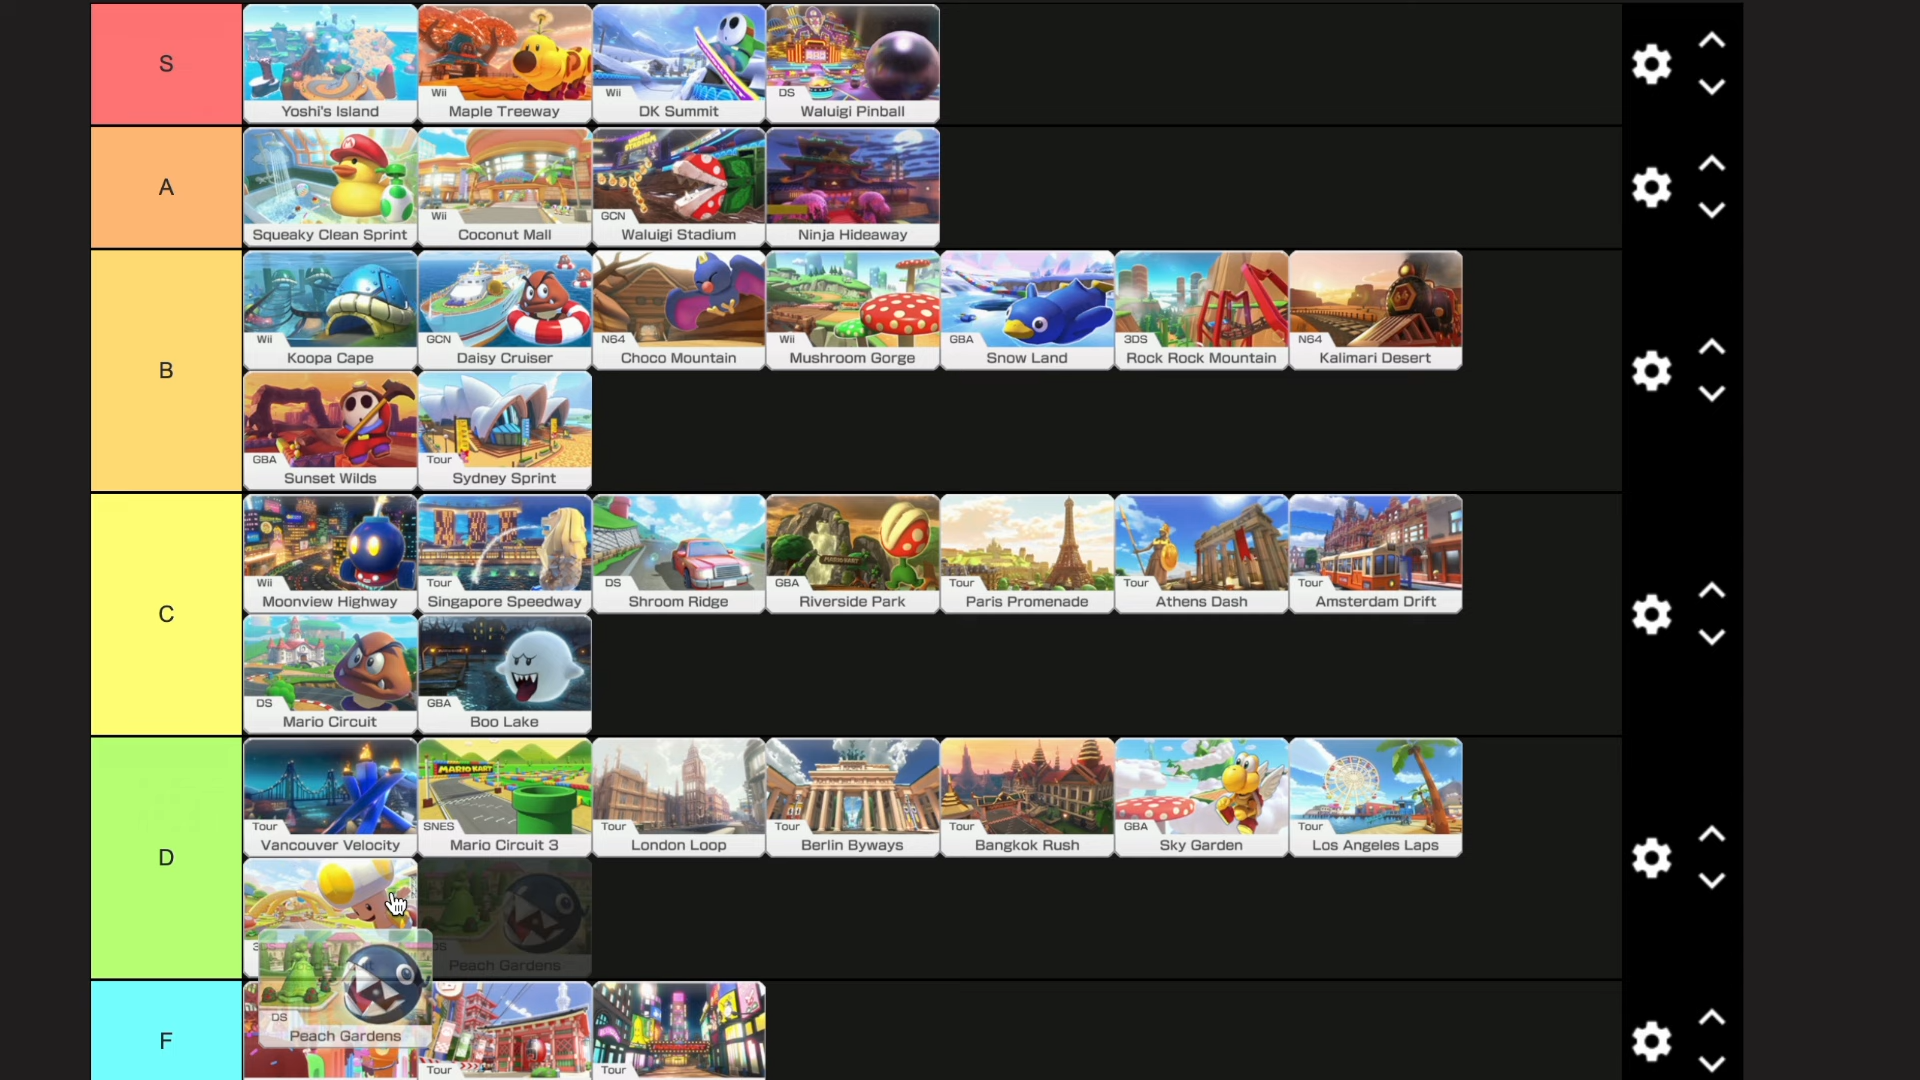 S
Yoshi's Island
Wii
Maple Treeway
Wii
DK Summit
DS
Waluigi Pinball
A
Squeaky Clean Sprint
Wii
Coconut Mall
GCN
Waluigi Stadium
Ninja Hideaway
B
Wii
Koopa Cape
GCN
Daisy Cruiser
N64
Choco Mountain
Wii
Mushroom Gorge
GBA
Snow Land
3DS
Rock Rock Mountain
N64
Kalimari Desert
GBA
Sunset Wilds
Tour
Sydney Sprint
C
Wii
Moonview Highway
Tour
Singapore Speedway
DS
Shroom Ridge
GBA
Riverside Park
Tour
Paris Promenade
Tour
Athens Dash
Tour
Amsterdam Drift
DS
Mario Circuit
GBA
Boo Lake
D
Tour
Vancouver Velocity
MARIO KART
SNES
Mario Circuit 3
Tour
London Loop
Tour
Berlin Byways
Tour
Bangkok Rush
GBA
Sky Garden
Tour
Los Angeles Laps
DS
Peach Gardens
DS
Peach Gardens
F
Tour
Tour